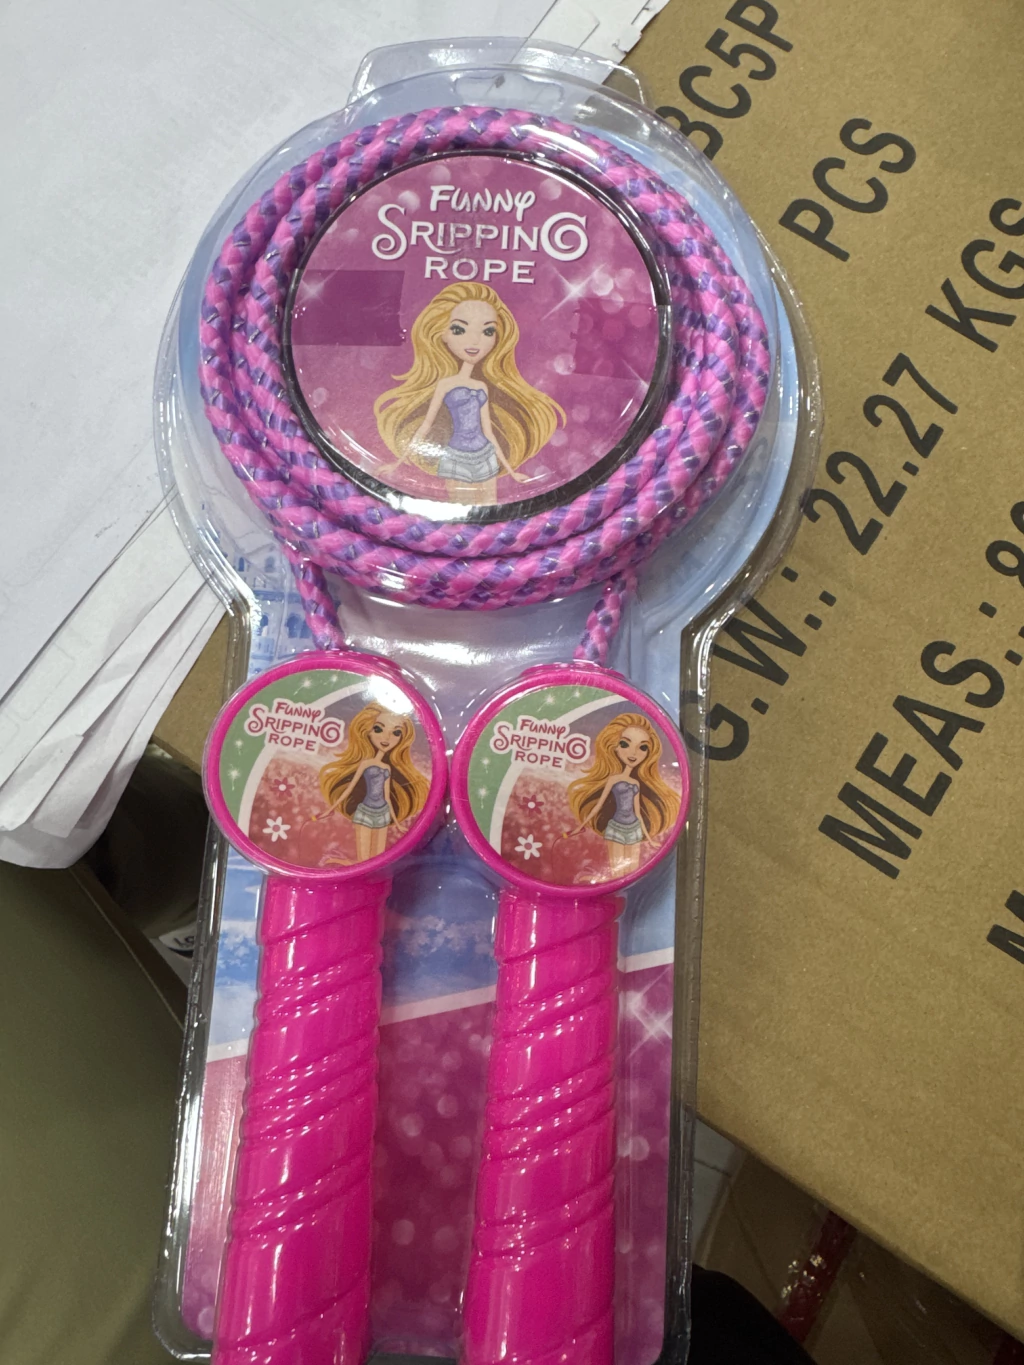 FUNNY
SRIPPING
ROPE
FUNNY
SRIPPING
ROPE
FUNNY
SRIPPING
ROPE
BC5P
PCS
KGS
G.W.: 22.27
MEAS.: